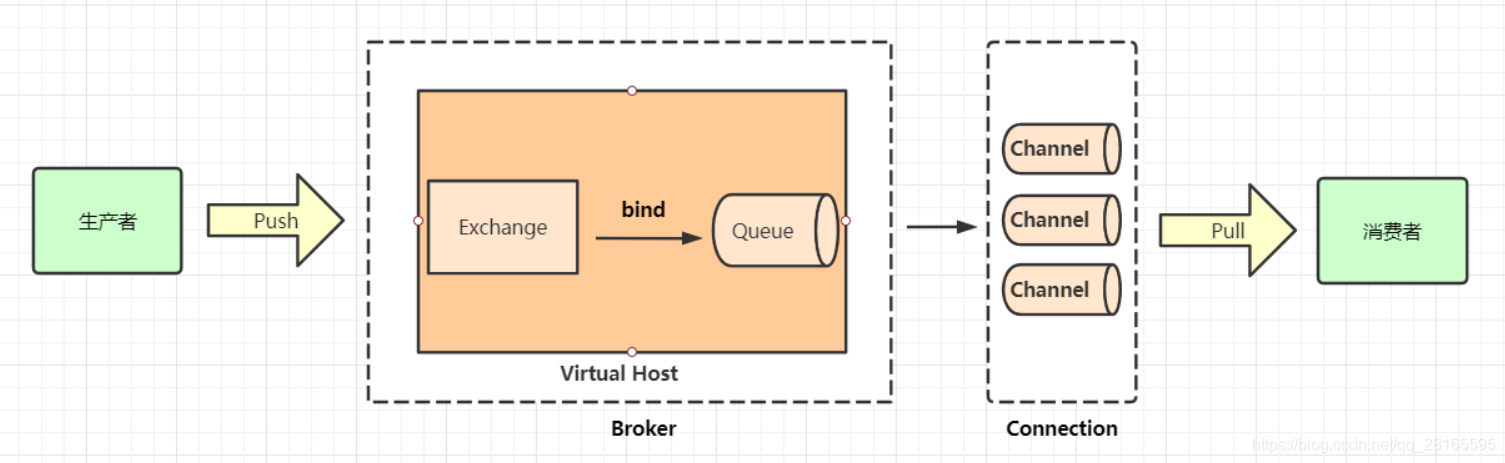 生产者
Push
Exchange
bind
Queue
Virtual Host
Broker
Channel
Channel
Channel
Connection
Pull
消费者
https://blog.csdn.net/qq_28165595